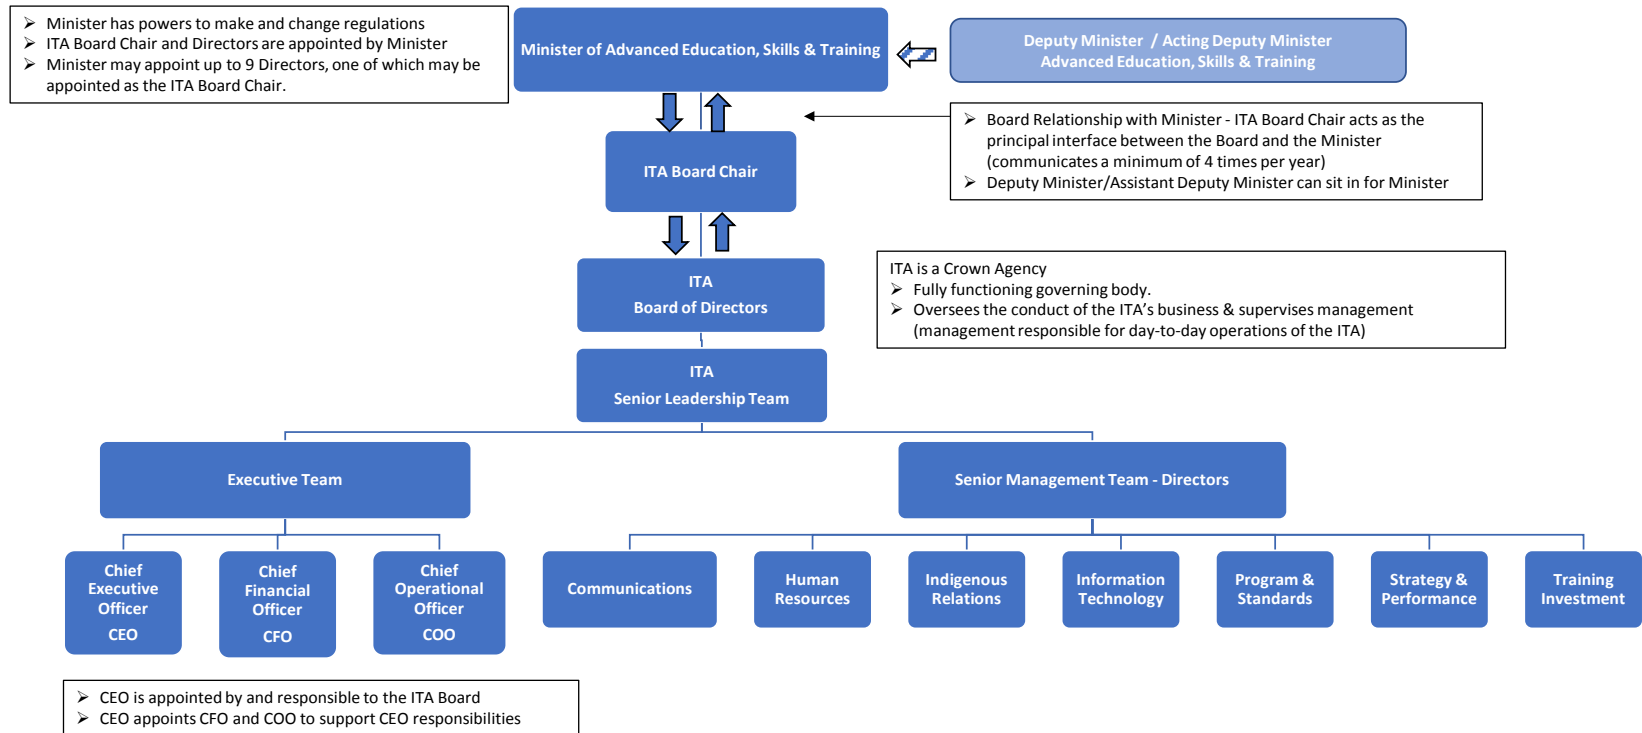 ➢ Minister has powers to make and change regulations
➢ ITA Board Chair and Directors are appointed by Minister
➢ Minister may appoint up to 9 Directors, one of which may be
appointed as the ITA Board Chair.
Minister of Advanced Education, Skills & Training
Deputy Minister / Acting Deputy Minister
Advanced Education, Skills & Training
➢ Board Relationship with Minister - ITA Board Chair acts as the
principal interface between the Board and the Minister
(communicates a minimum of 4 times per year)
➢ Deputy Minister/Assistant Deputy Minister can sit in for Minister
ITA Board Chair
ITA
Board of Directors
ITA is a Crown Agency
➢ Fully functioning governing body.
➢ Oversees the conduct of the ITA’s business & supervises management
(management responsible for day-to-day operations of the ITA)
ITA
Senior Leadership Team
Executive Team
Senior Management Team - Directors
Chief
Executive
Officer
CEO
Chief
Financial
Officer
CFO
Chief
Operational
Officer
COO
Communications
Human
Resources
Indigenous
Relations
Information
Technology
Program &
Standards
Strategy &
Performance
Training
Investment
➢ CEO is appointed by and responsible to the ITA Board
➢ CEO appoints CFO and COO to support CEO responsibilities